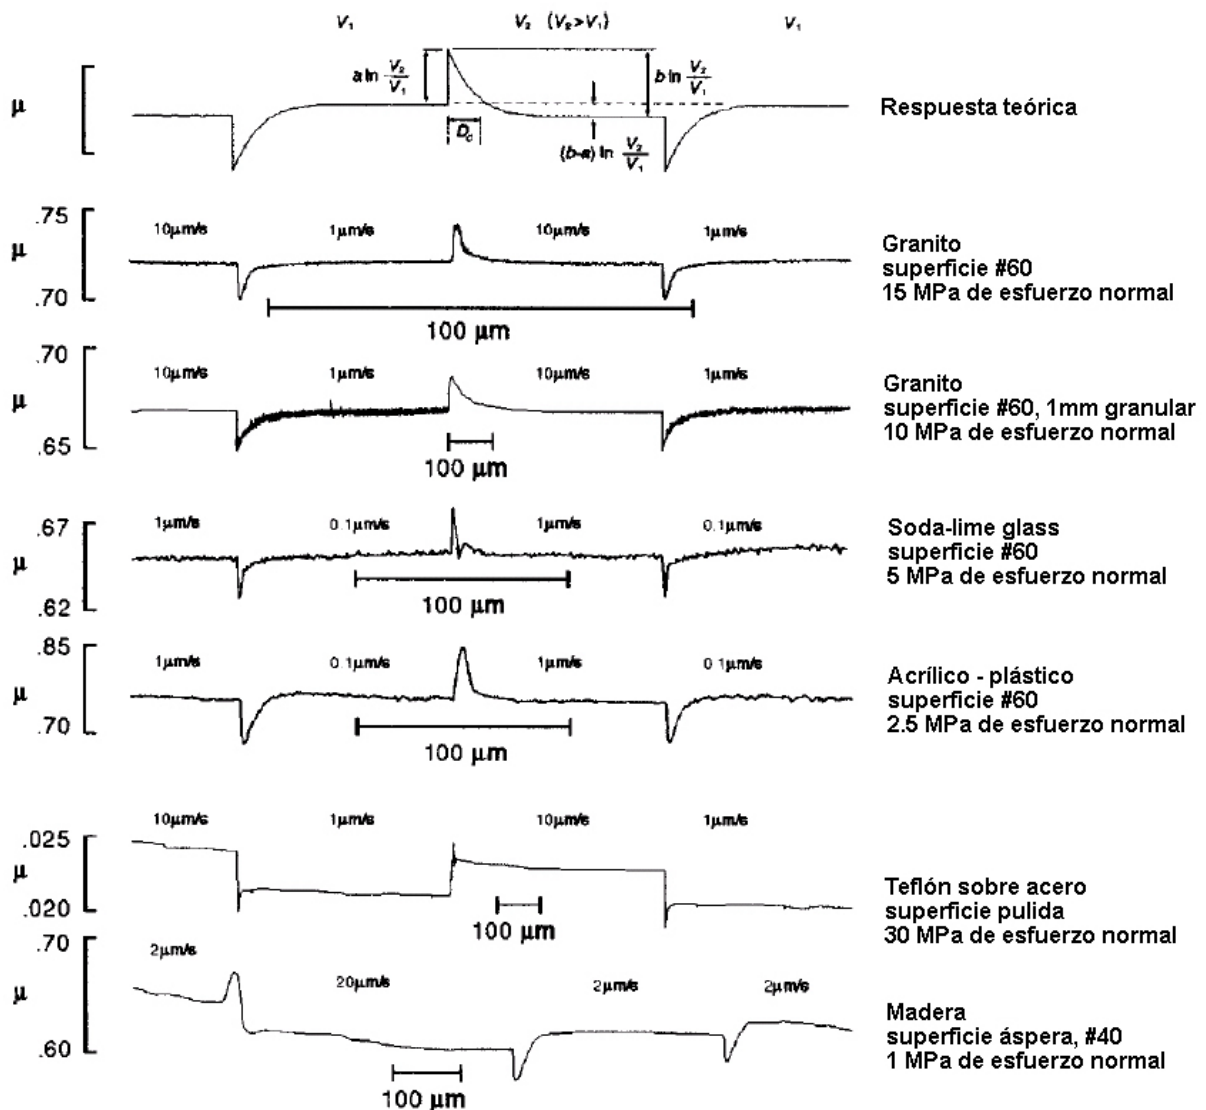 V₁ V₂ (V₂>V₁) V₁
μ
a ln V₂/V₁
b ln V₂/V₁
D_c
(b-a) ln V₂/V₁
Respuesta teórica
.75
μ
.70
10μm/s 1μm/s 10μm/s 1μm/s
100 μm
Granito
superficie #60
15 MPa de esfuerzo normal
.70
μ
.65
10μm/s 1μm/s 10μm/s 1μm/s
100 μm
Granito
superficie #60, 1mm granular
10 MPa de esfuerzo normal
.67
μ
.62
1μm/s 0.1μm/s 1μm/s 0.1μm/s
100 μm
Soda-lime glass
superficie #60
5 MPa de esfuerzo normal
.85
μ
.70
1μm/s 0.1μm/s 1μm/s 0.1μm/s
100 μm
Acrílico - plástico
superficie #60
2.5 MPa de esfuerzo normal
.025
μ
.020
10μm/s 1μm/s 10μm/s 1μm/s
100 μm
Teflón sobre acero
superficie pulida
30 MPa de esfuerzo normal
.70
μ
.60
2μm/s 20μm/s 2μm/s 2μm/s
100 μm
Madera
superficie áspera, #40
1 MPa de esfuerzo normal